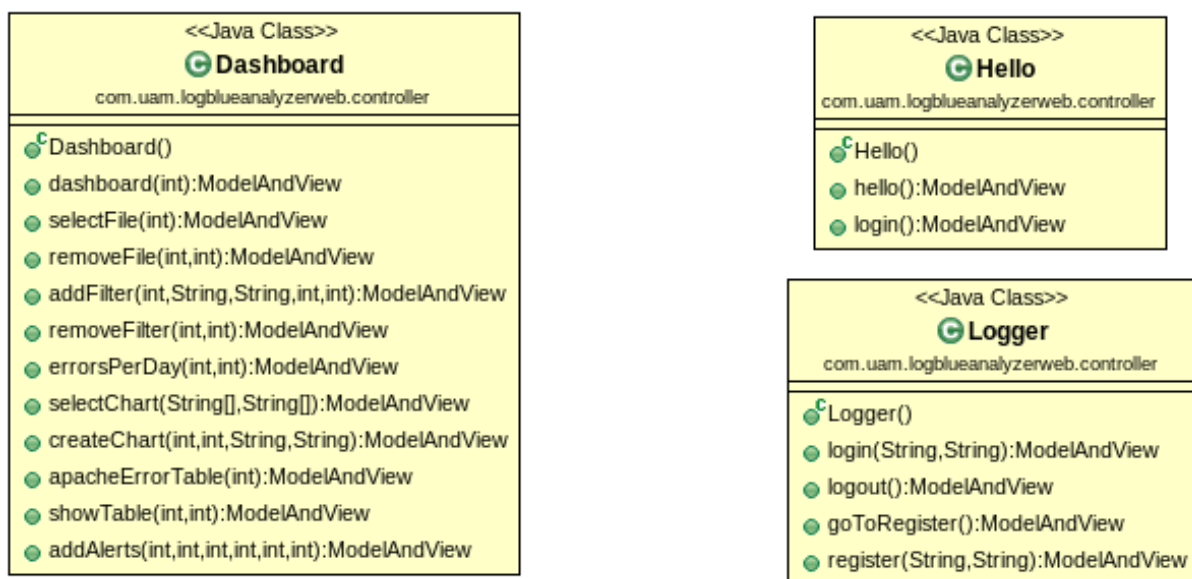 <<Java Class>>
Dashboard
com.uam.logblueanalyzerweb.controller
Dashboard()
dashboard(int):ModelAndView
selectFile(int):ModelAndView
removeFile(int,int):ModelAndView
addFilter(int,String,String,int,int):ModelAndView
removeFilter(int,int):ModelAndView
errorsPerDay(int,int):ModelAndView
selectChart(String[],String[]):ModelAndView
createChart(int,int,String,String):ModelAndView
apacheErrorTable(int):ModelAndView
showTable(int,int):ModelAndView
addAlerts(int,int,int,int,int,int):ModelAndView
<<Java Class>>
Hello
com.uam.logblueanalyzerweb.controller
Hello()
hello():ModelAndView
login():ModelAndView
<<Java Class>>
Logger
com.uam.logblueanalyzerweb.controller
Logger()
login(String,String):ModelAndView
logout():ModelAndView
goToRegister():ModelAndView
register(String,String):ModelAndView